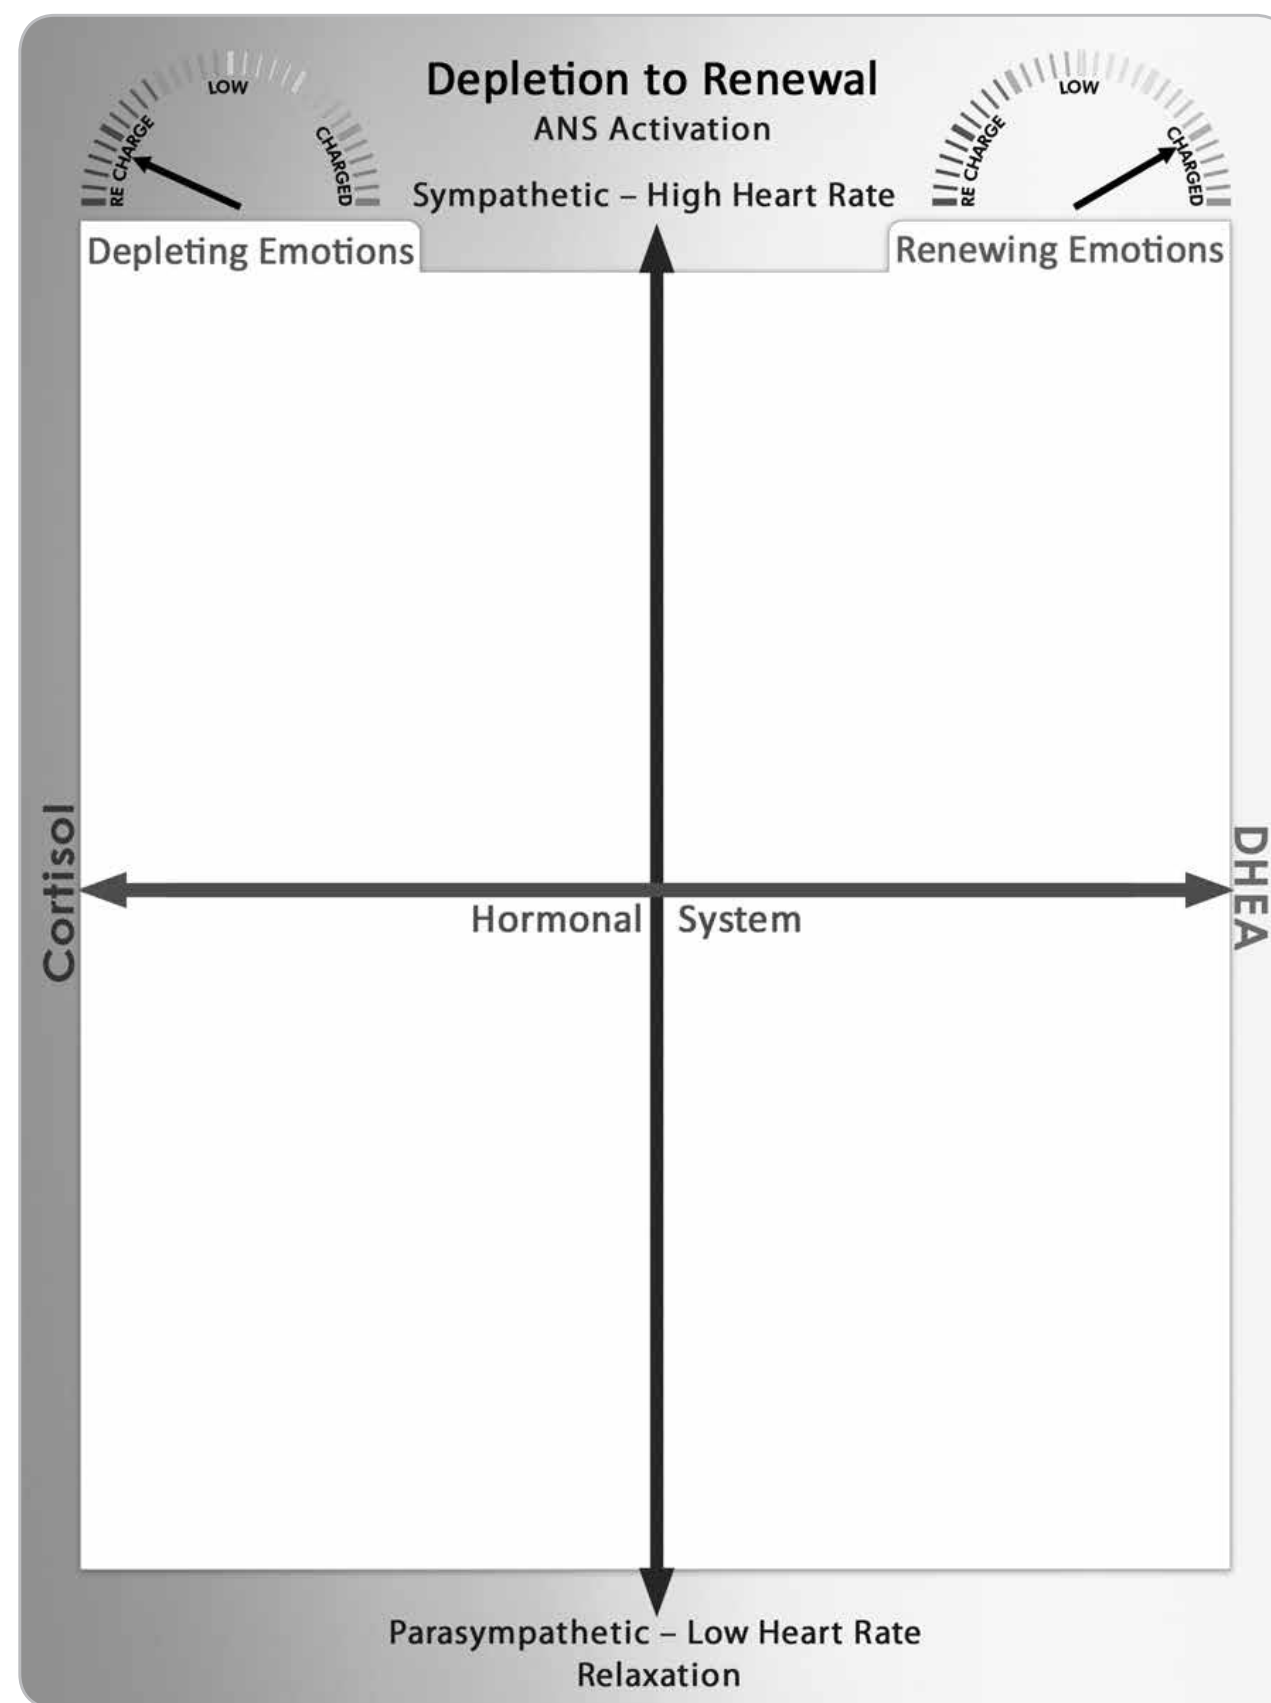 Depletion to Renewal
ANS Activation
Sympathetic – High Heart Rate
RE CHARGE
LOW
CHARGED
RE CHARGE
LOW
CHARGED
Depleting Emotions
Renewing Emotions
Cortisol
DHEA
Hormonal System
Parasympathetic – Low Heart Rate
Relaxation